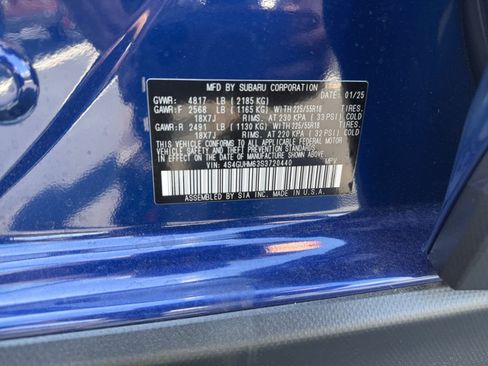 MFD BY SUBARU CORPORATION DATE: 01/25
GVWR: 4817 LB (2185 KG)
GAWR:F 2568 LB (1165 KG) WITH 225/55R18 TIRES.
18X7J RIMS. AT 230 KPA (33 PSI) COLD
GAWR:R 2491 LB (1130 KG) WITH 225/55R18 TIRES.
18X7J RIMS. AT 220 KPA (32 PSI) COLD
THIS VEHICLE CONFORMS TO ALL APPLICABLE FEDERAL MOTOR
VEHICLE SAFETY STANDARDS IN EFFECT ON
THE DATE OF MANUFACTURE SHOWN ABOVE.
VIN: 4S4GUHM63S3720440 MPV
ASSEMBLED BY SIA INC. MADE IN U.S.A.